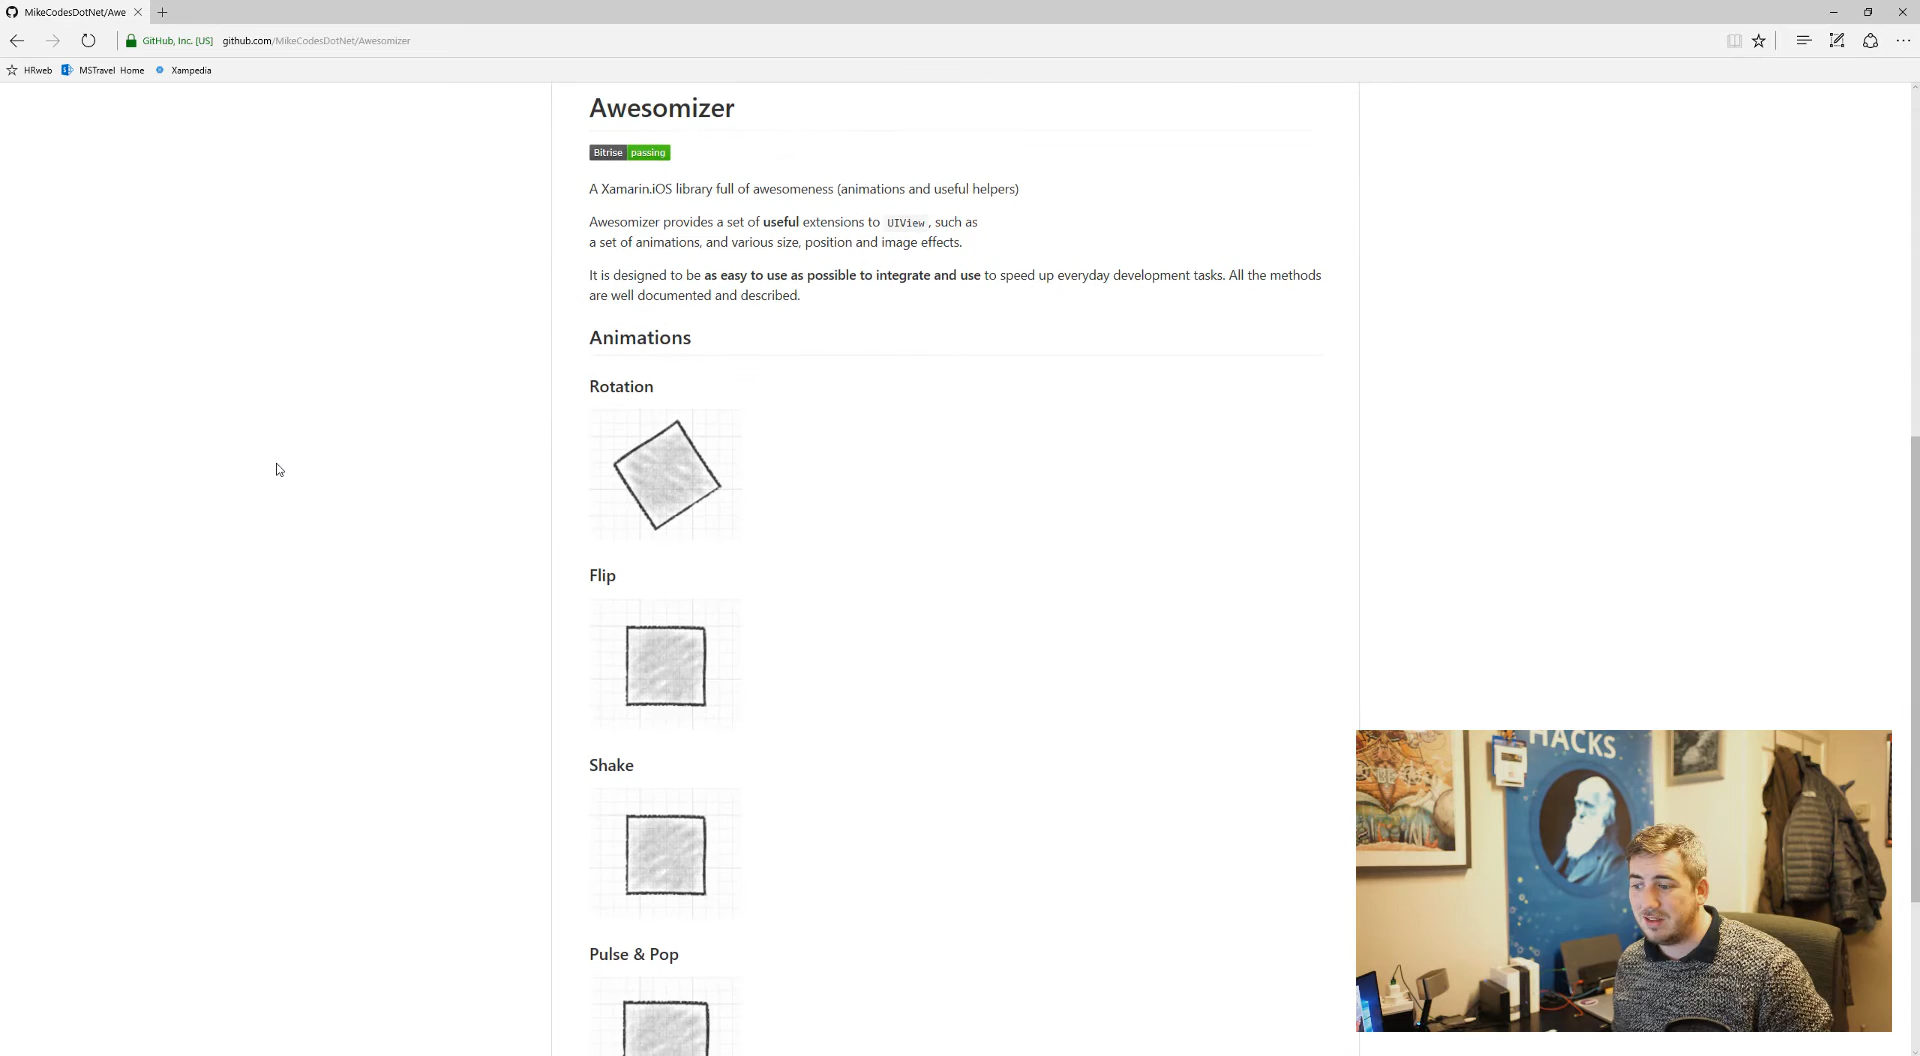 MikeCodesDotNet/Awe
GitHub, Inc. [US] github.com/MikeCodesDotNet/Awesomizer
HRweb MSTravel Home Xampedia
Awesomizer
Bitrise passing
A Xamarin.iOS library full of awesomeness (animations and useful helpers)
Awesomizer provides a set of useful extensions to UIView, such as
a set of animations, and various size, position and image effects.
It is designed to be as easy to use as possible to integrate and use to speed up everyday development tasks. All the methods
are well documented and described.
Animations
Rotation
Flip
Shake
Pulse & Pop
HACKS